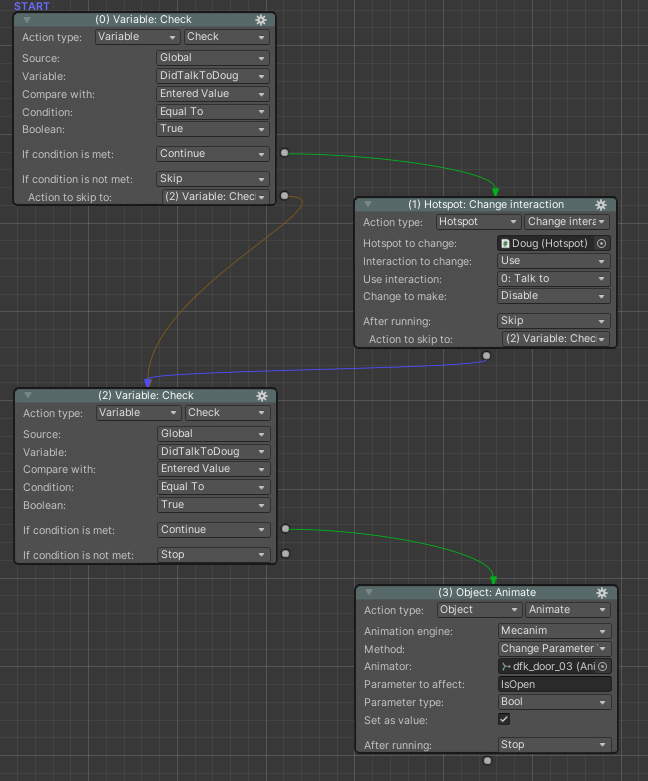 START
(0) Variable: Check
Action type: Variable Check
Source: Global
Variable: DidTalkToDoug
Compare with: Entered Value
Condition: Equal To
Boolean: True
If condition is met: Continue
If condition is not met: Skip
Action to skip to: (2) Variable: Chec
(1) Hotspot: Change interaction
Action type: Hotspot Change intera
Hotspot to change: Doug (Hotspot)
Interaction to change: Use
Use interaction: 0: Talk to
Change to make: Disable
After running: Skip
Action to skip to: (2) Variable: Chec
(2) Variable: Check
Action type: Variable Check
Source: Global
Variable: DidTalkToDoug
Compare with: Entered Value
Condition: Equal To
Boolean: True
If condition is met: Continue
If condition is not met: Stop
(3) Object: Animate
Action type: Object Animate
Animation engine: Mecanim
Method: Change Parameter
Animator: dfk_door_03 (Ani
Parameter to affect: IsOpen
Parameter type: Bool
Set as value:
After running: Stop